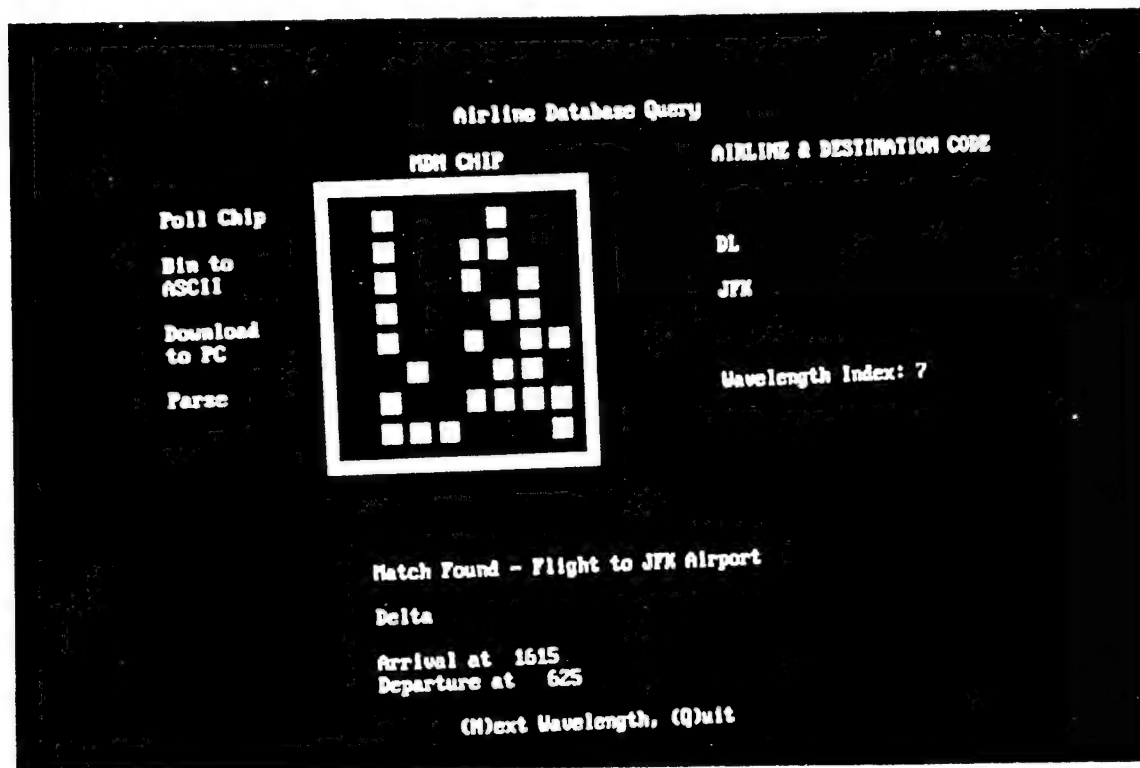 Airline Database Query
MDM CHIP
AIRLINE & DESTINATION CODE
Poll Chip
Bin to
ASCII
Download
to PC
Parse
DL
JFK
Wavelength Index: 7
Match Found - Flight to JFK Airport
Delta
Arrival at 1615
Departure at 625
(N)ext Wavelength, (Q)uit